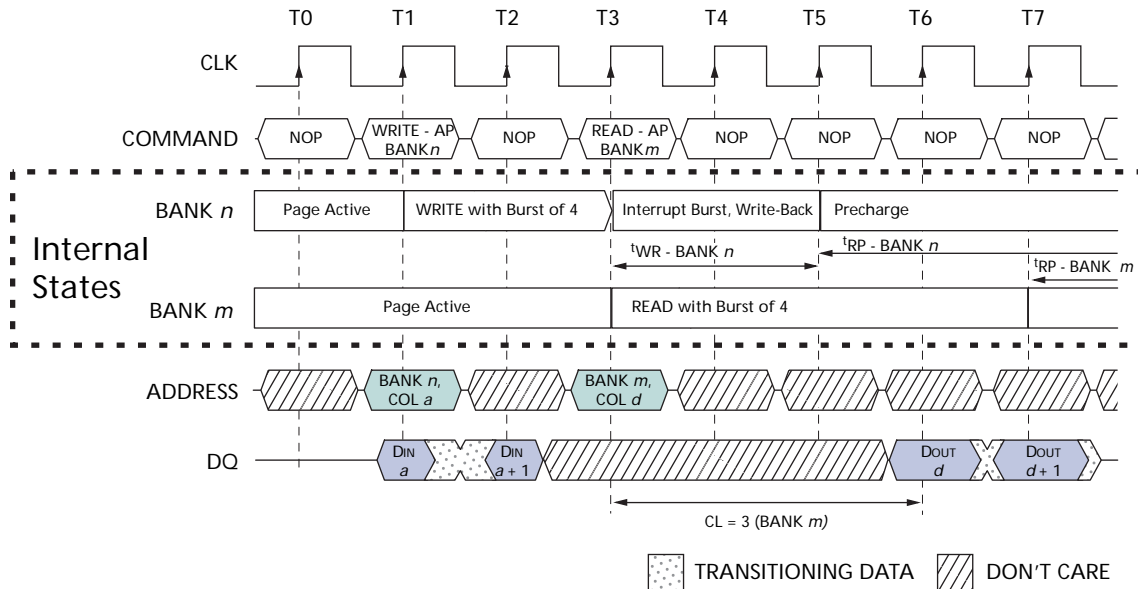 T0 T1 T2 T3 T4 T5 T6 T7
CLK
COMMAND NOP WRITE - AP NOP READ - AP NOP NOP NOP NOP
BANK n BANK m
BANK n Page Active WRITE with Burst of 4 Interrupt Burst, Write-Back Precharge
Internal
States
tWR - BANK n tRP - BANK n
tRP - BANK m
BANK m Page Active READ with Burst of 4
ADDRESS BANK n, BANK m,
COL a COL d
DQ DIN DIN DOUT DOUT
a a + 1 d d + 1
CL = 3 (BANK m)
TRANSITIONING DATA DON'T CARE